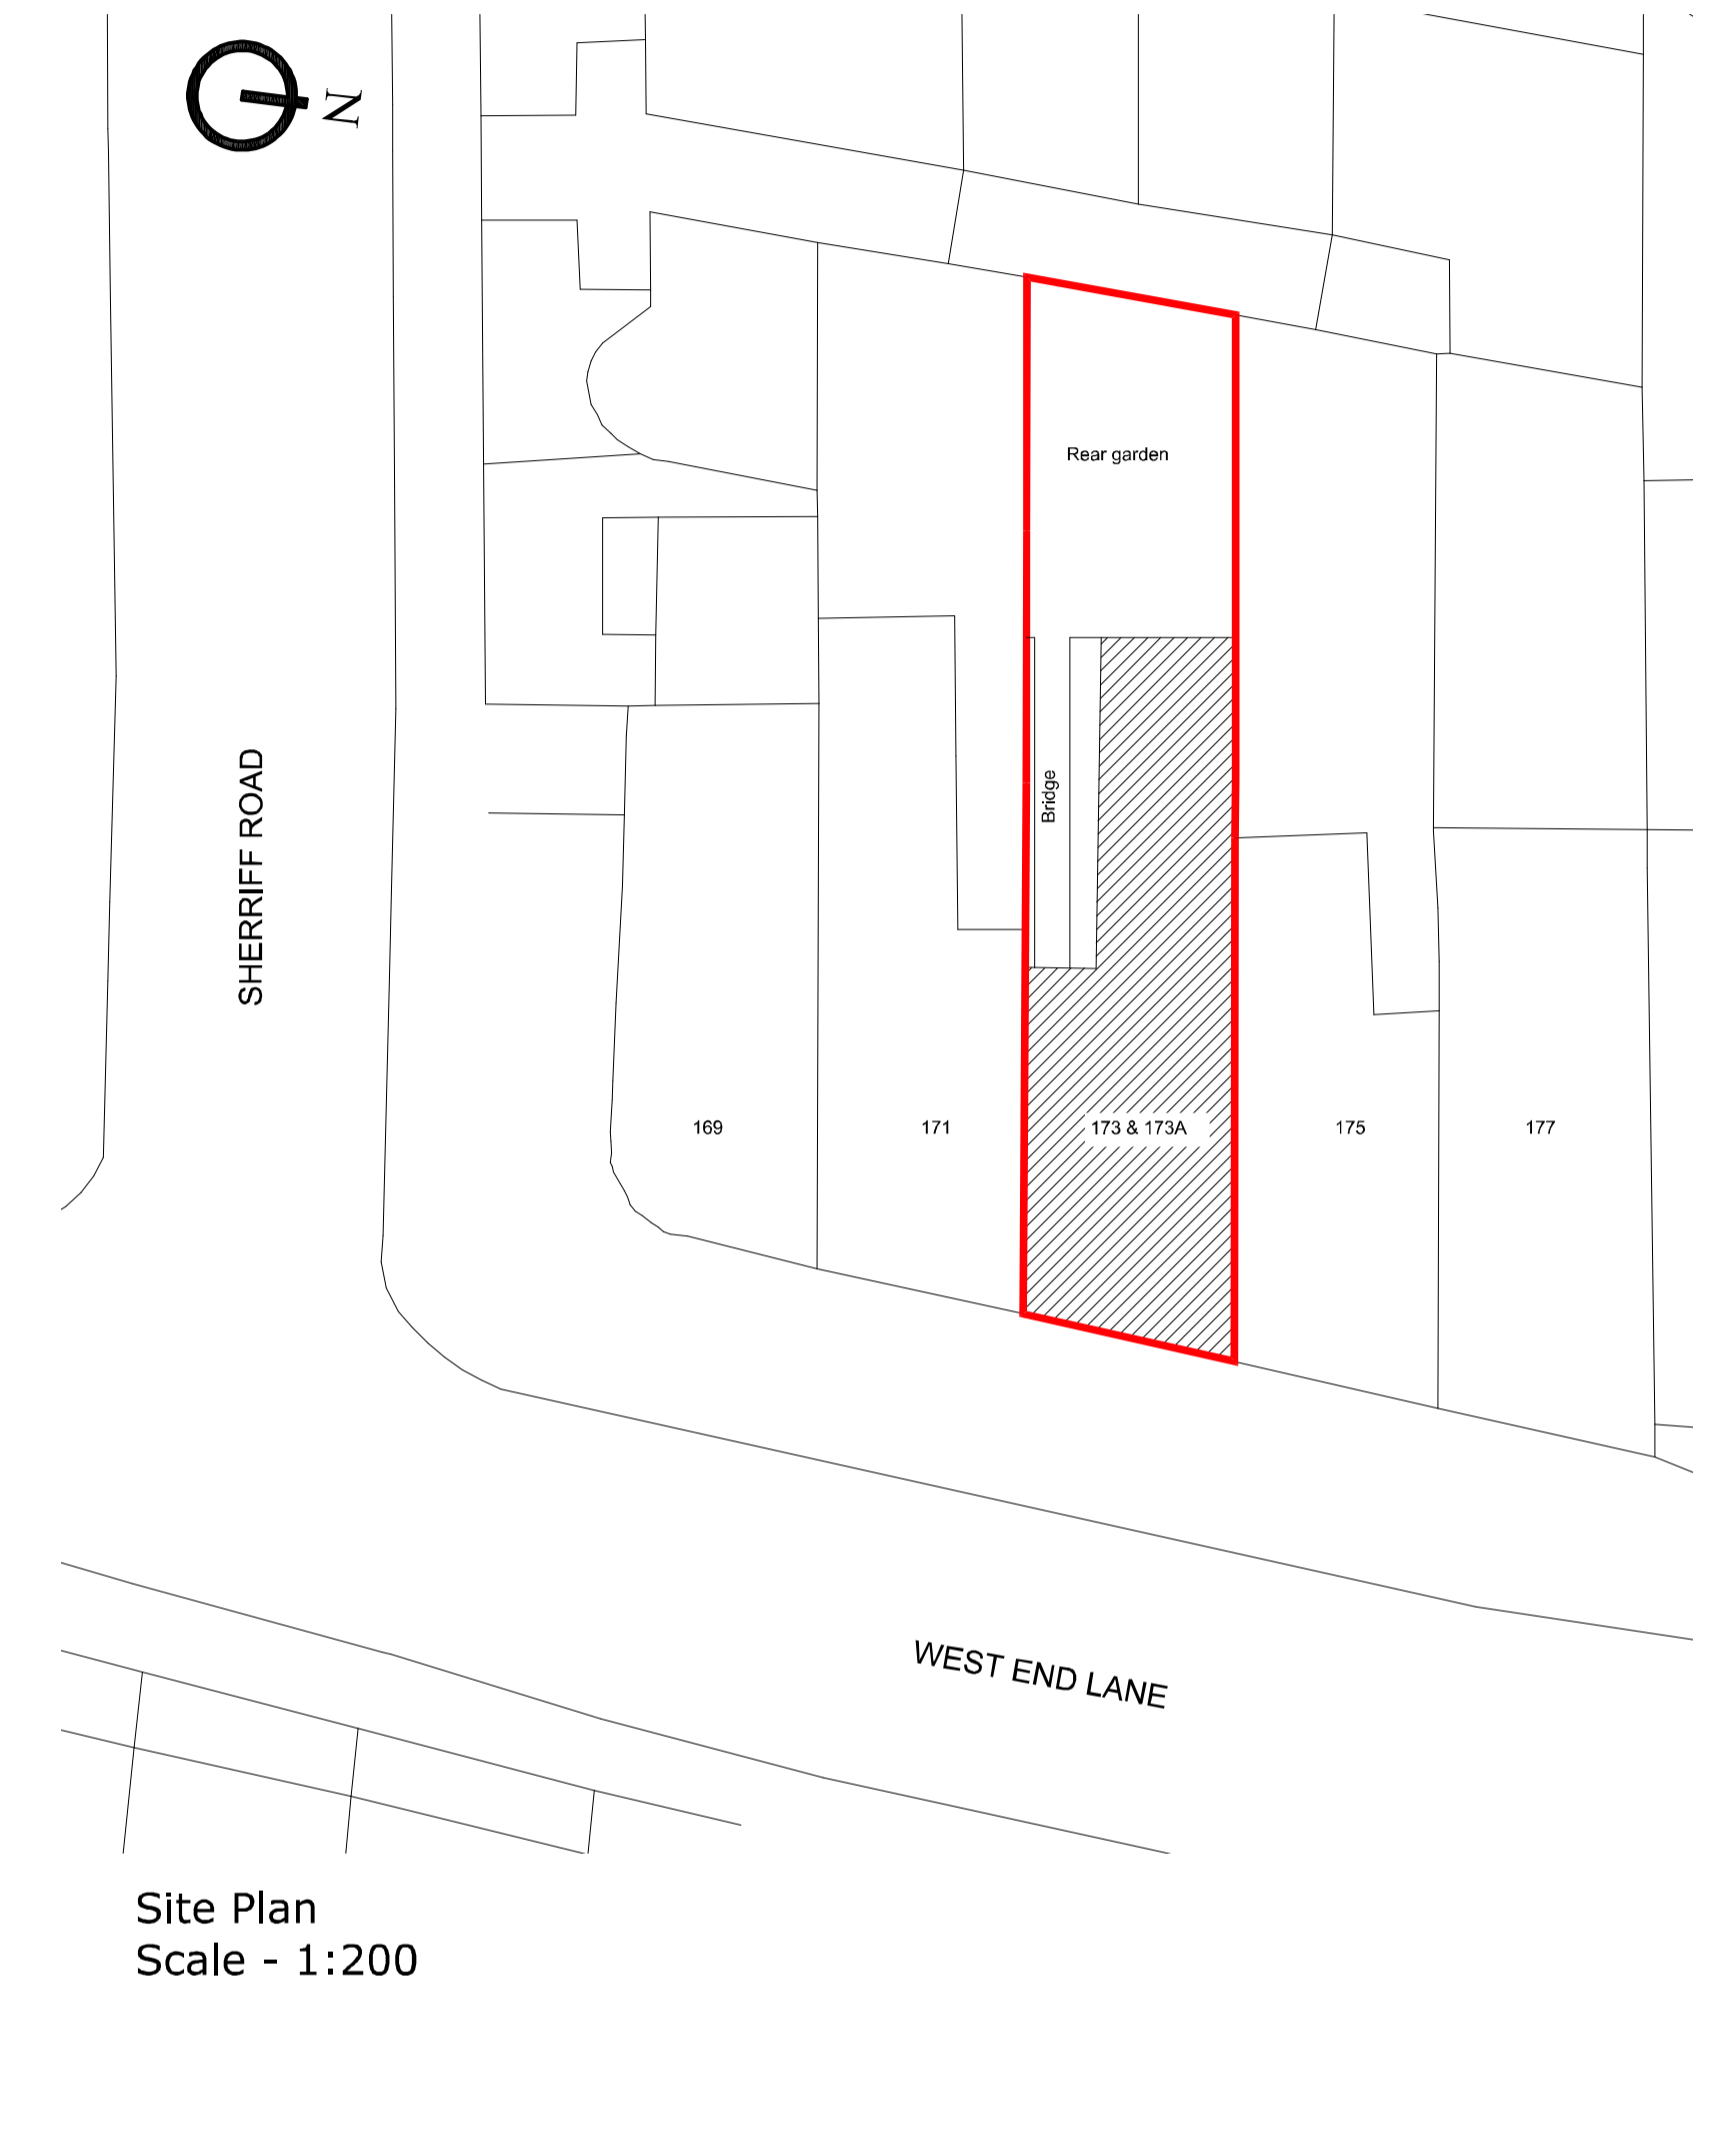 N
Rear garden
Bridge
SHERRIFF ROAD
169
171
173 & 173A
175
177
WEST END LANE
Site Plan
Scale - 1:200